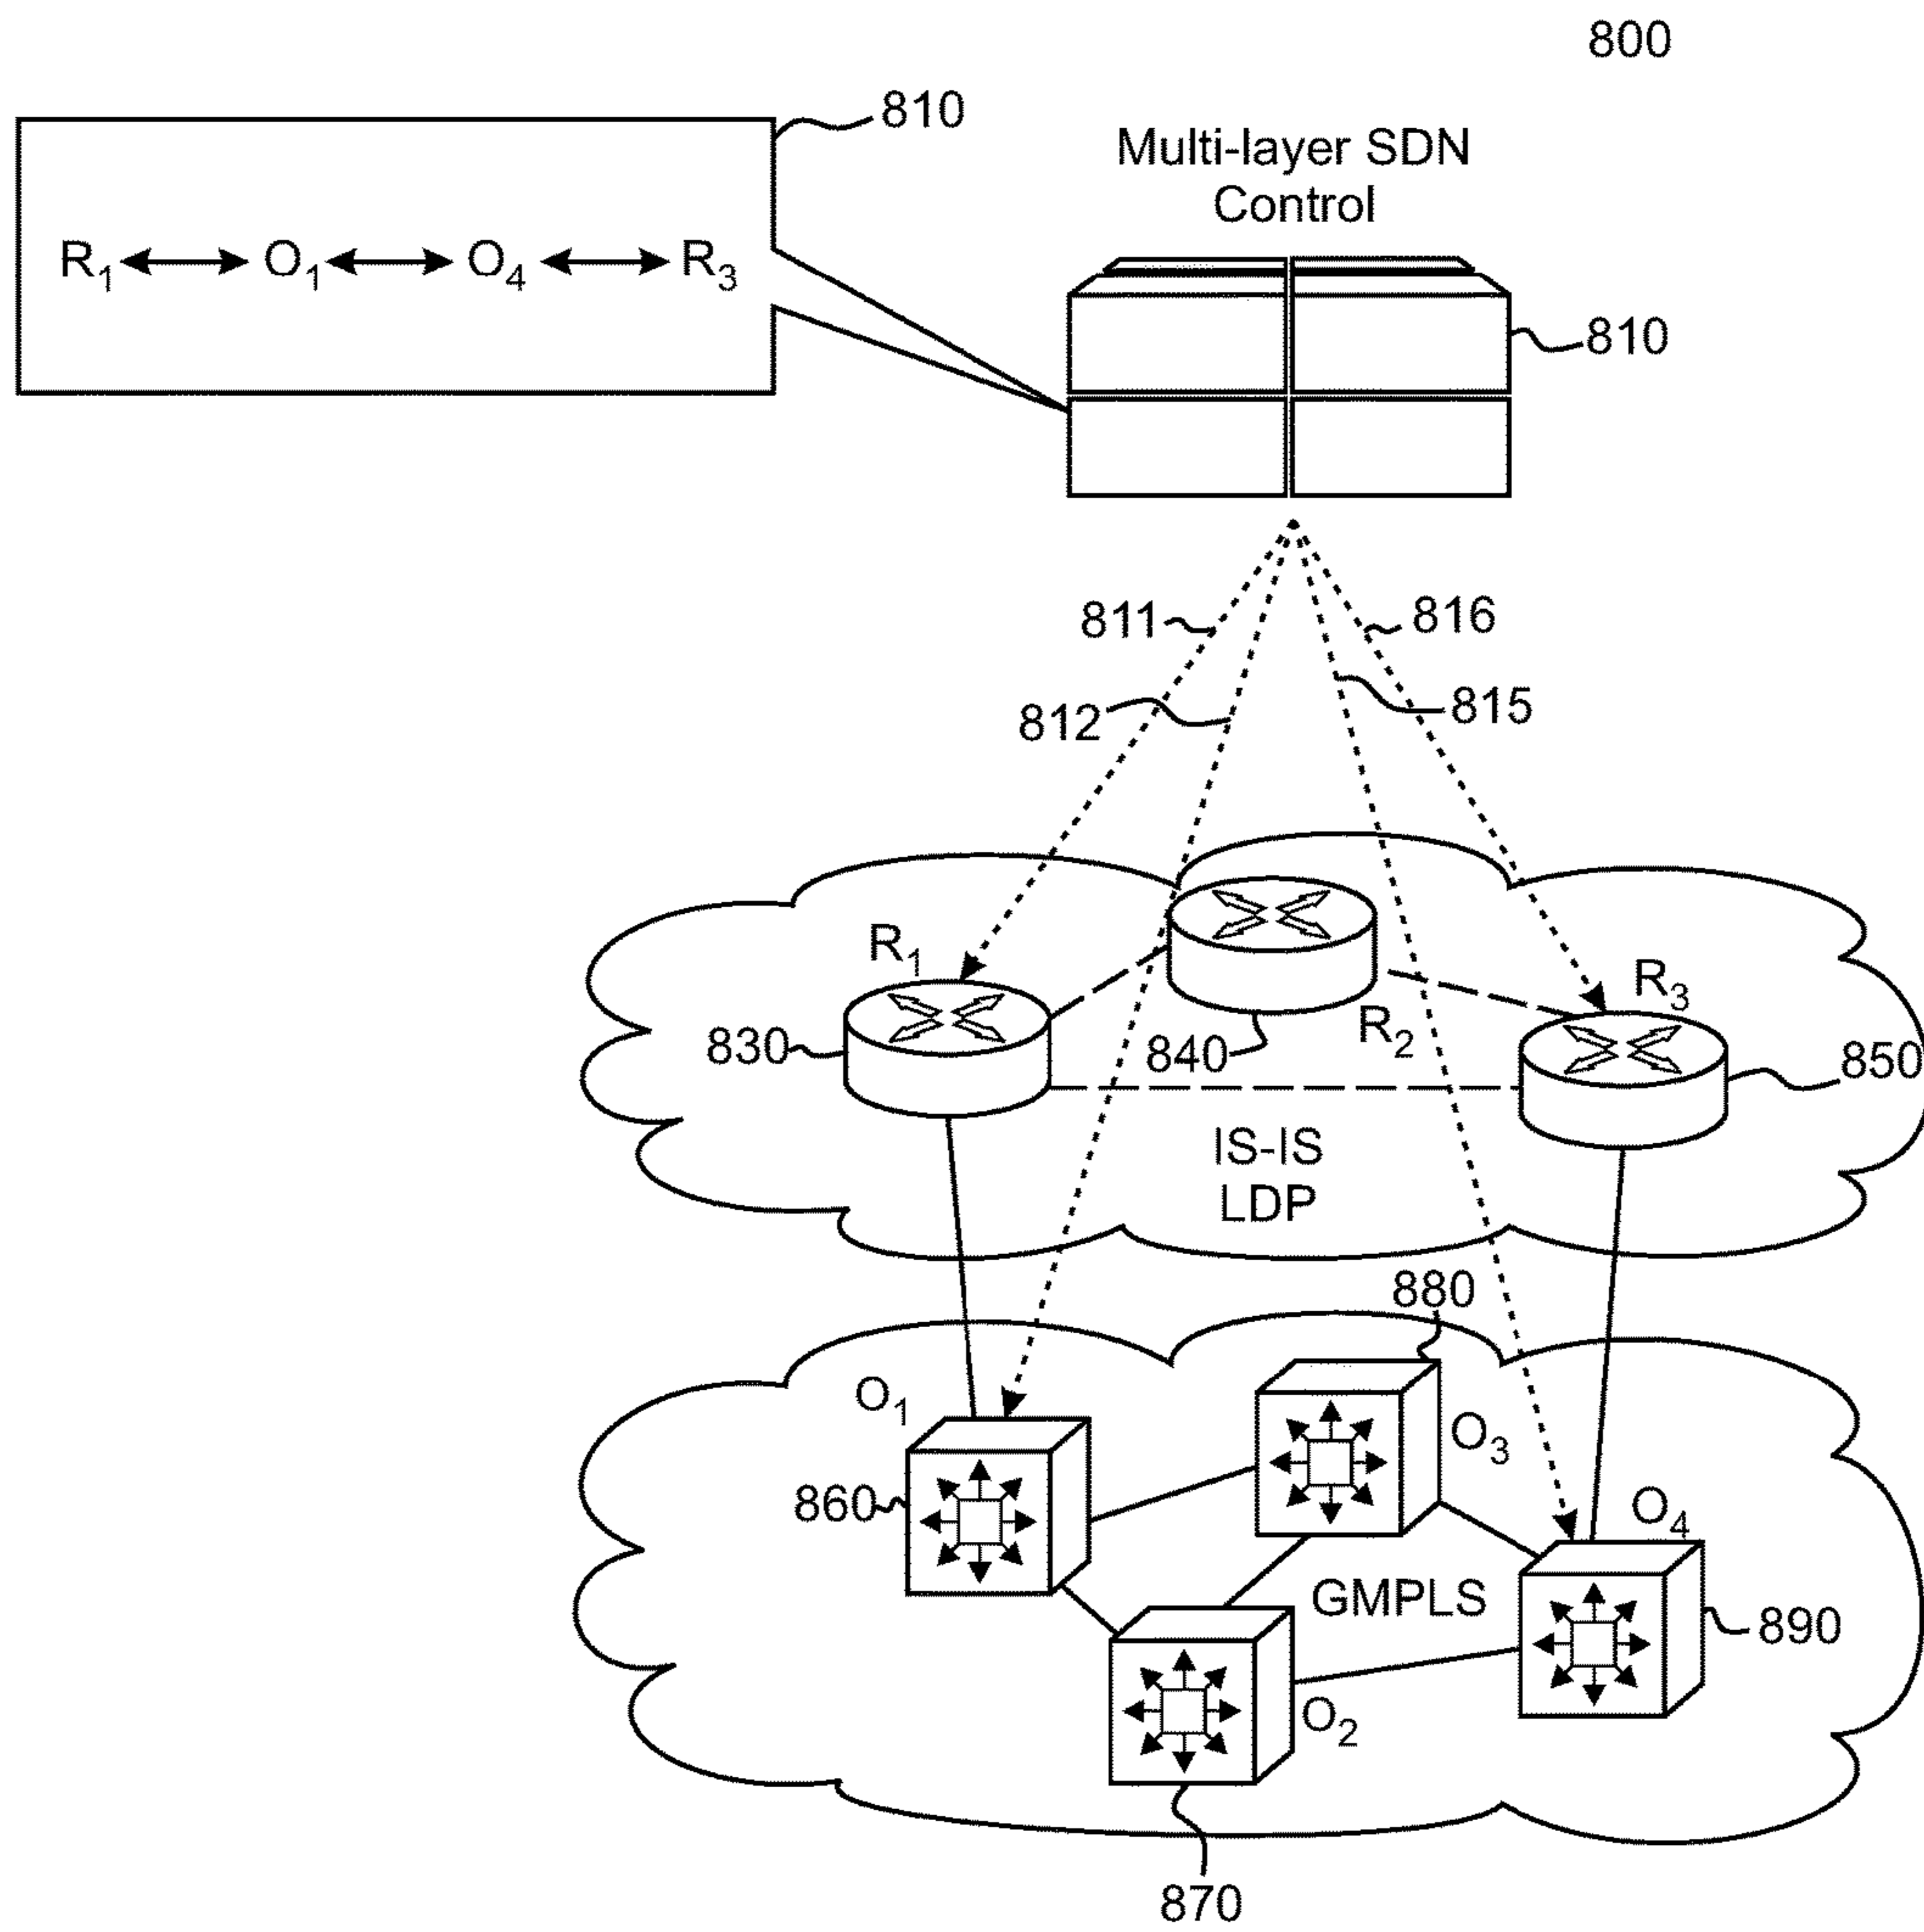 800
810
Multi-layer SDN
Control
R1 O1 O4 R3
810
811
816
812
815
R1
R3
830
840
R2
850
IS-IS
LDP
880
O1
O3
860
O4
GMPLS
890
O2
870